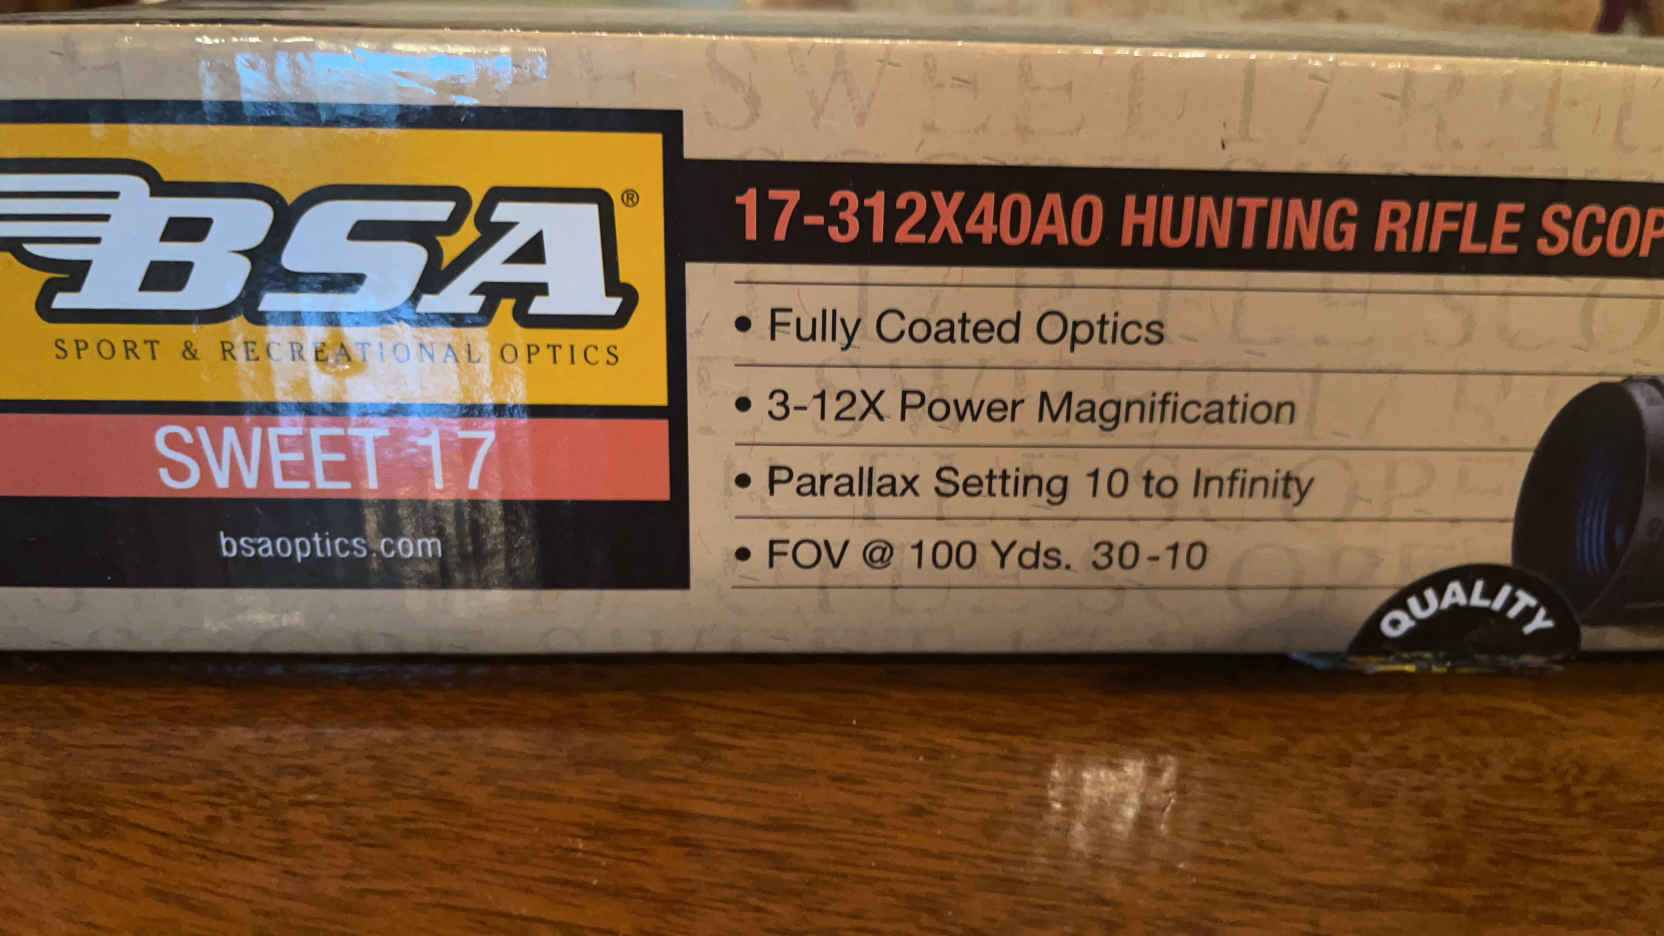 BSA®
SPORT & RECREATIONAL OPTICS
SWEET 17
bsaoptics.com
17-312X40AO HUNTING RIFLE SCOP
• Fully Coated Optics
• 3-12X Power Magnification
• Parallax Setting 10 to Infinity
• FOV @ 100 Yds. 30-10
QUALITY